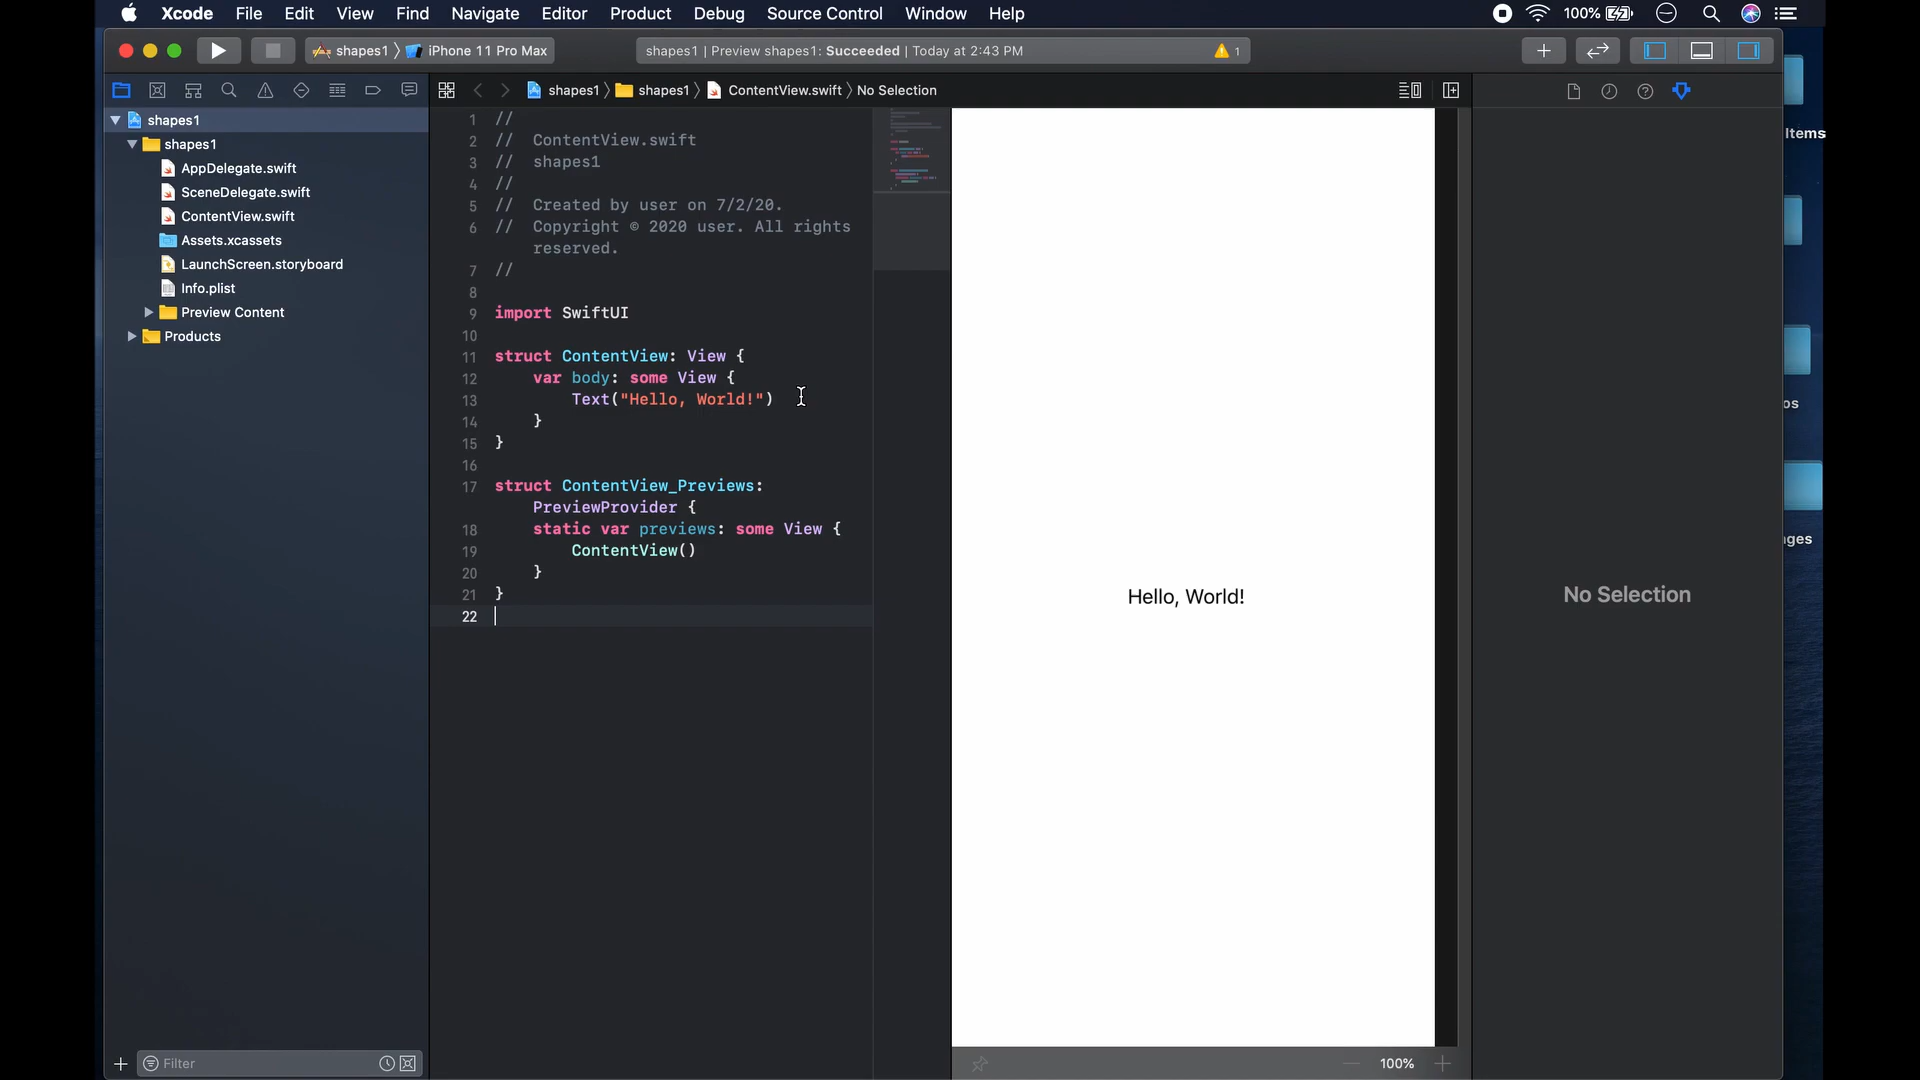 Xcode File Edit View Find Navigate Editor Product Debug Source Control Window Help 100%
shapes1 iPhone 11 Pro Max shapes1 | Preview shapes1: Succeeded | Today at 2:43 PM 1
shapes1 shapes1 ContentView.swift No Selection
shapes1
shapes1
AppDelegate.swift
SceneDelegate.swift
ContentView.swift
Assets.xcassets
LaunchScreen.storyboard
Info.plist
Preview Content
Products
Filter
1 //
2 // ContentView.swift
3 // shapes1
4 //
5 // Created by user on 7/2/20.
6 // Copyright © 2020 user. All rights
reserved.
7 //
8
9 import SwiftUI
10
11 struct ContentView: View {
12 var body: some View {
13 Text("Hello, World!")
14 }
15 }
16
17 struct ContentView_Previews:
PreviewProvider {
18 static var previews: some View {
19 ContentView()
20 }
21 }
22
Hello, World!
100%
No Selection
Items
os
ges